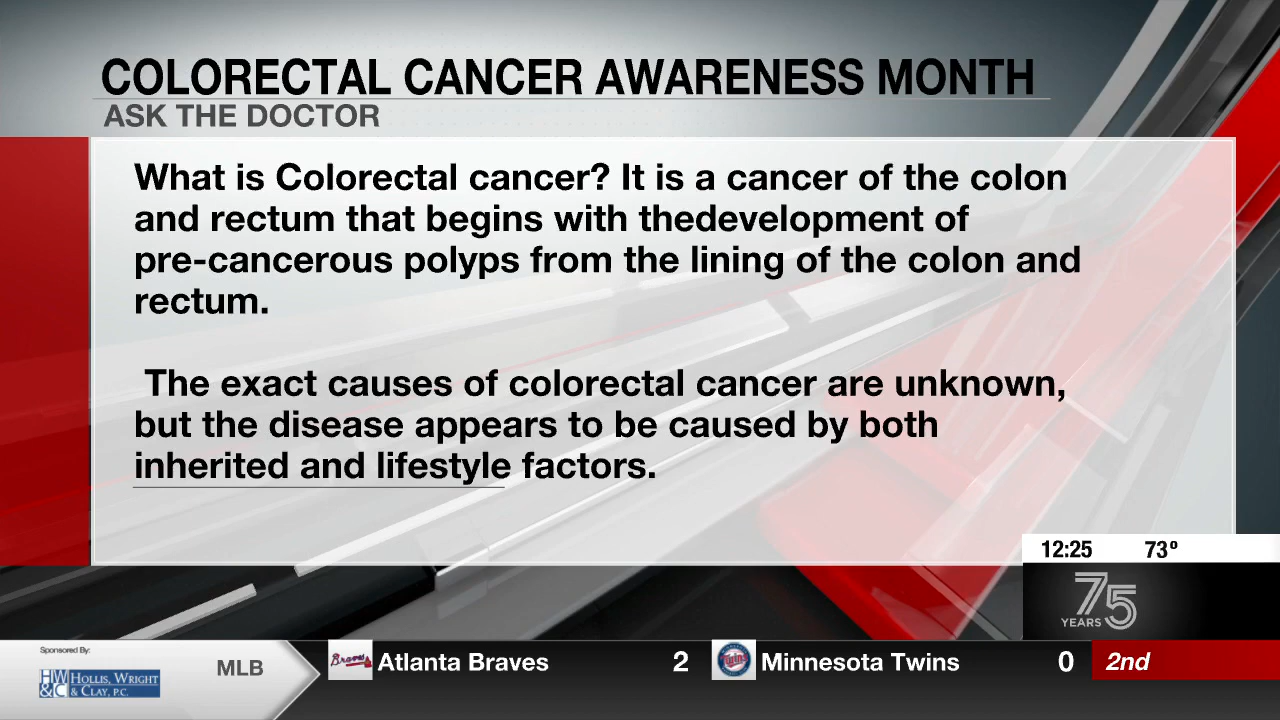 COLORECTAL CANCER AWARENESS MONTH
ASK THE DOCTOR
What is Colorectal cancer? It is a cancer of the colon
and rectum that begins with thedevelopment of
pre-cancerous polyps from the lining of the colon and
rectum.
The exact causes of colorectal cancer are unknown,
but the disease appears to be caused by both
inherited and lifestyle factors.
12:25 73º
75
YEARS
Sponsored By:
HW&C HOLLIS, WRIGHT
& CLAY, P.C.
MLB
Braves Atlanta Braves 2 Twins Minnesota Twins 0 2nd